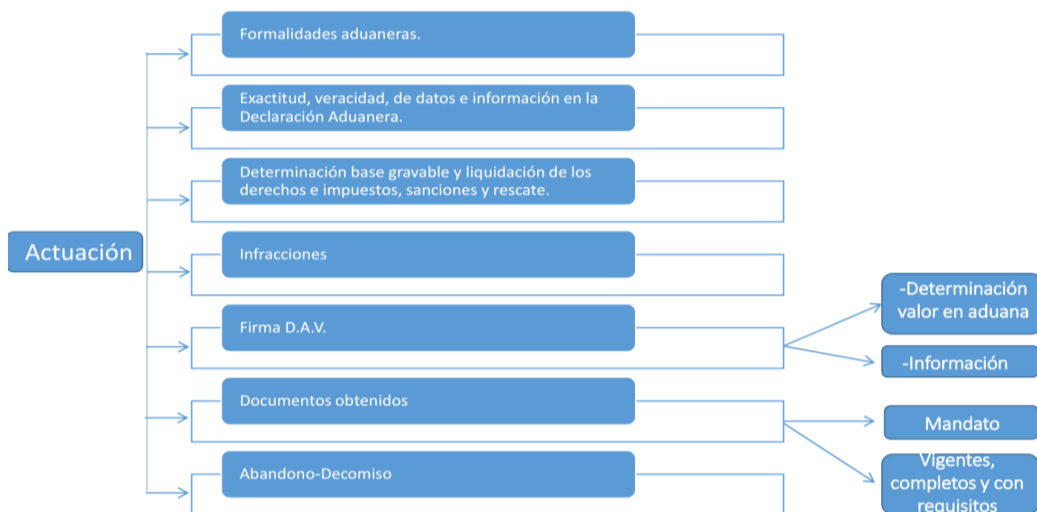 Formalidades aduaneras.
Exactitud, veracidad, de datos e información en la
Declaración Aduanera.
Determinación base gravable y liquidación de los
derechos e impuestos, sanciones y rescate.
Actuación
Infracciones
Firma D.A.V.
-Determinación
valor en aduana
-Información
Documentos obtenidos
Mandato
Vigentes,
completos y con
requisitos
Abandono-Decomiso